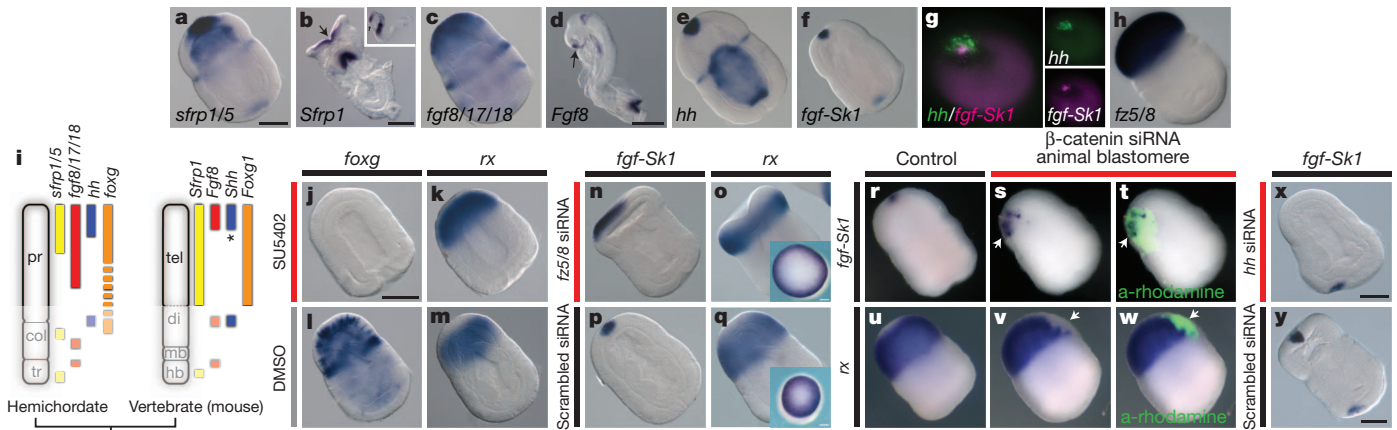 a
sfrp1/5
b
Sfrp1
c
fgf8/17/18
d
Fgf8
e
hh
f
fgf-Sk1
g
hh/fgf-Sk1
hh
fgf-Sk1
h
fz5/8
i
sfrp1/5
fgf8/17/18
hh
foxg
Sfrp1
Fgf8
Shh
Foxg1
*
pr
col
tr
tel
di
mb
hb
Hemichordate
Vertebrate (mouse)
foxg
rx
SU5402
DMSO
j
k
l
m
fgf-Sk1
rx
fz5/8 siRNA
Scrambled siRNA
n
o
p
q
β-catenin siRNA
animal blastomere
Control
fgf-Sk1
rx
r
s
t
a-rhodamine
u
v
w
a-rhodamine
fgf-Sk1
hh siRNA
Scrambled siRNA
x
y